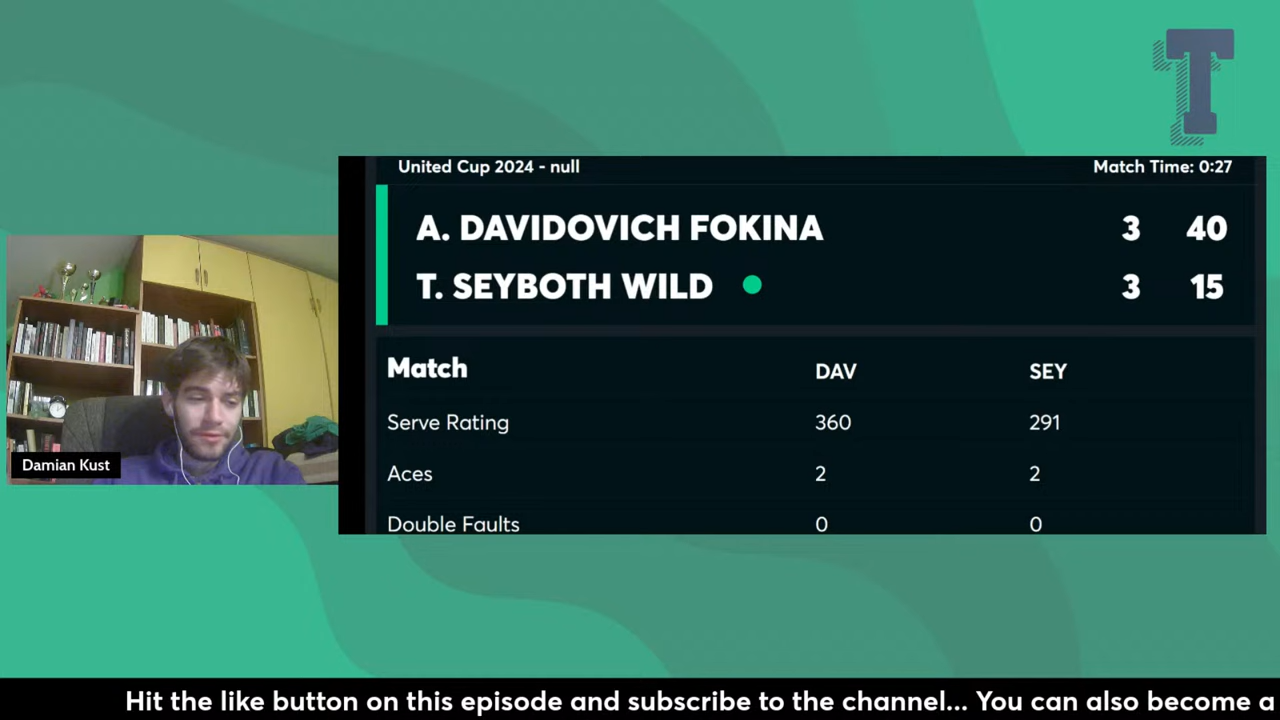 T
United Cup 2024 - null Match Time: 0:27
A. DAVIDOVICH FOKINA 3 40
T. SEYBOTH WILD 3 15
Match DAV SEY
Serve Rating 360 291
Aces 2 2
Double Faults 0 0
Damian Kust
Hit the like button on this episode and subscribe to the channel... You can also become a